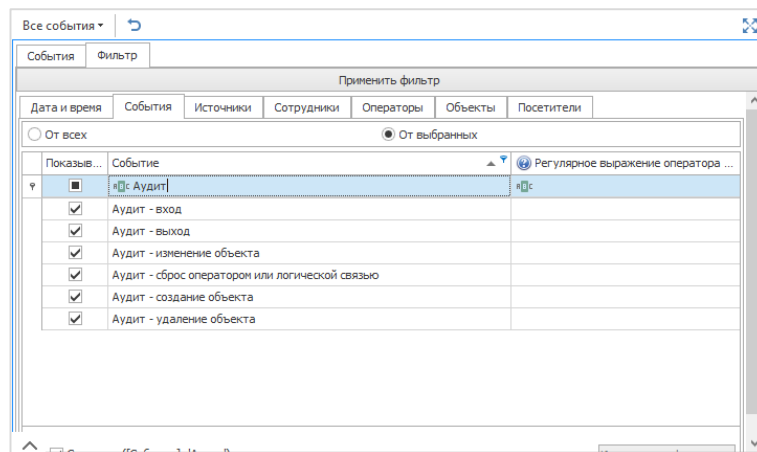 Все события
События Фильтр
Применить фильтр
Дата и время События Источники Сотрудники Операторы Объекты Посетители
От всех От выбранных
Показыв... Событие Регулярное выражение оператора ...
Аудит
Аудит - вход
Аудит - выход
Аудит - изменение объекта
Аудит - сброс оператором или логической связью
Аудит - создание объекта
Аудит - удаление объекта